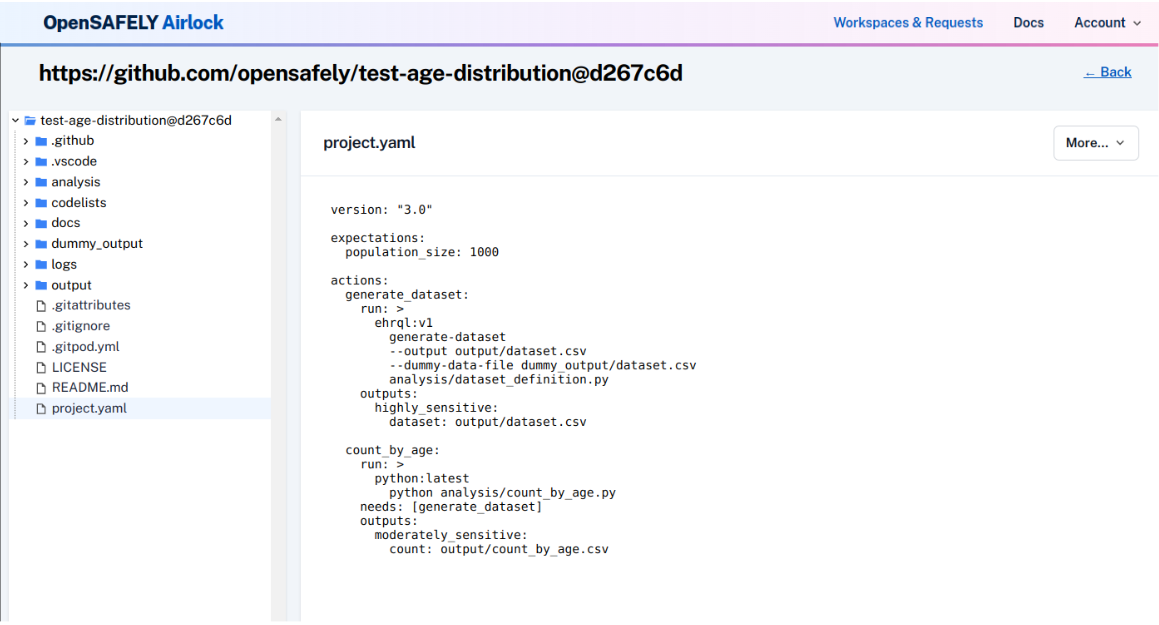 OpenSAFELY Airlock
Workspaces & Requests Docs Account
https://github.com/opensafely/test-age-distribution@d267c6d
← Back
test-age-distribution@d267c6d
.github
.vscode
analysis
codelists
docs
dummy_output
logs
output
.gitattributes
.gitignore
.gitpod.yml
LICENSE
README.md
project.yaml
project.yaml
More...
version: "3.0"
expectations:
  population_size: 1000
actions:
  generate_dataset:
    run: >
      ehrql:v1
        generate-dataset
        --output output/dataset.csv
        --dummy-data-file dummy_output/dataset.csv
        analysis/dataset_definition.py
    outputs:
      highly_sensitive:
        dataset: output/dataset.csv
  count_by_age:
    run: >
      python:latest
        python analysis/count_by_age.py
    needs: [generate_dataset]
    outputs:
      moderately_sensitive:
        count: output/count_by_age.csv